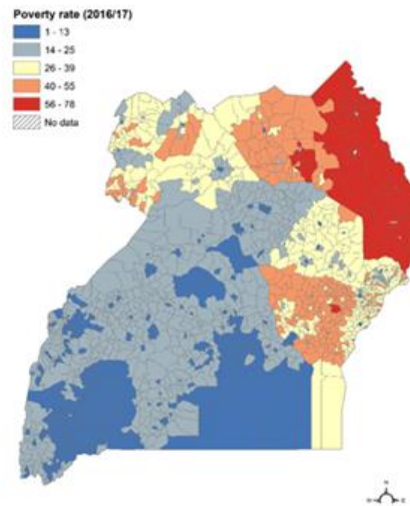 Poverty rate (2016/17)
1 - 13
14 - 25
26 - 39
40 - 55
56 - 78
No data